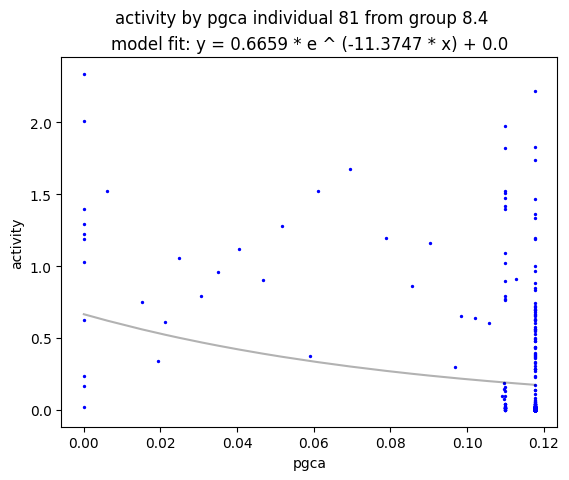 activity by pgca individual 81 from group 8.4
model fit: y = 0.6659 * e ^ (-11.3747 * x) + 0.0
2.0
1.5
1.0
0.5
0.0
activity
0.00 0.02 0.04 0.06 0.08 0.10 0.12
pgca